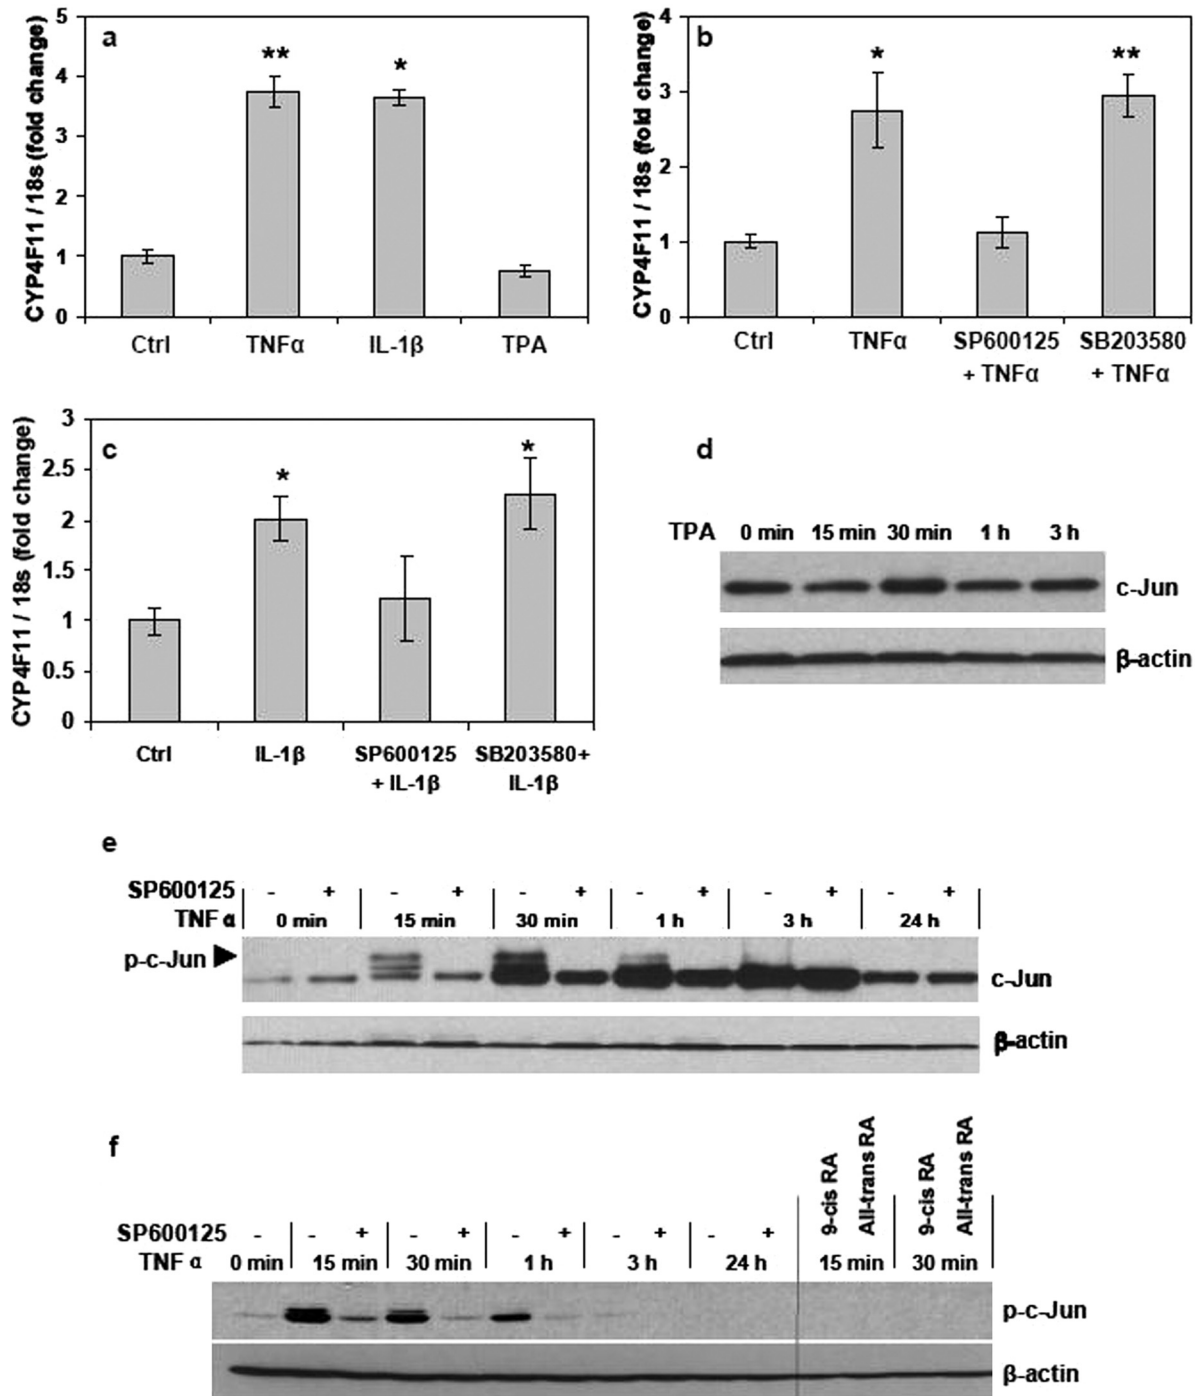 a
CYP4F11 / 18s (fold change)
5
4
3
2
1
0
** *
Ctrl TNFα IL-1β TPA
b
CYP4F11 / 18s (fold change)
4
3
2
1
0
* **
Ctrl TNFα SP600125 SB203580
+ TNFα + TNFα
c
CYP4F11 / 18s (fold change)
3
2.5
2
1.5
1
0.5
0
* *
Ctrl IL-1β SP600125 SB203580+
+ IL-1β IL-1β
d
TPA 0 min 15 min 30 min 1 h 3 h
c-Jun
β-actin
e
SP600125 - + - + - + - + - + - +
TNF α 0 min 15 min 30 min 1 h 3 h 24 h
p-c-Jun
c-Jun
β-actin
f
9-cis RA All-trans RA 9-cis RA All-trans RA
SP600125 - - + - + - + - + - +
TNF α 0 min 15 min 30 min 1 h 3 h 24 h 15 min 30 min
p-c-Jun
β-actin